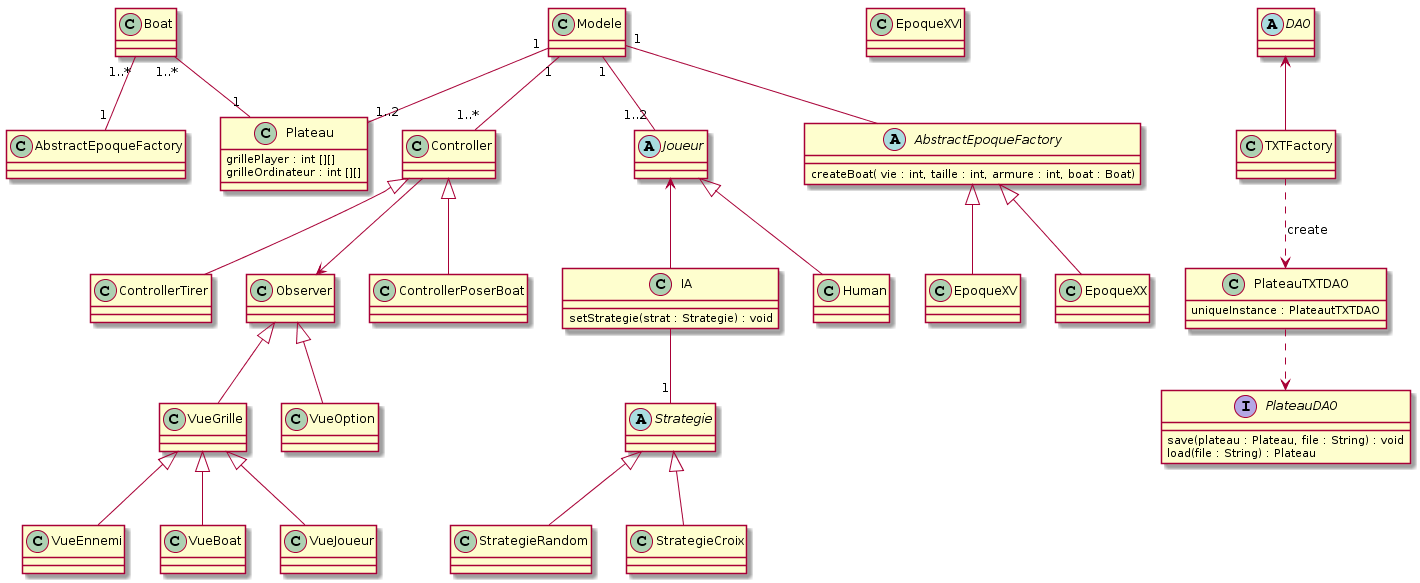 C Boat
C Modele
C EpoqueXVI
A DAO
1..*
1..*
1
1
1
1
1
1
1..2
1..*
1..2
C AbstractEpoqueFactory
C Plateau
grillePlayer : int [][]
grilleOrdinateur : int [][]
C Controller
A Joueur
A AbstractEpoqueFactory
createBoat( vie : int, taille : int, armure : int, boat : Boat)
C TXTFactory
create
C ControllerTirer
C Observer
C ControllerPoserBoat
C IA
setStrategie(strat : Strategie) : void
C Human
C EpoqueXV
C EpoqueXX
C PlateauTXTDAO
uniqueInstance : PlateautTXTDAO
1
C VueGrille
C VueOption
A Strategie
I PlateauDAO
save(plateau : Plateau, file : String) : void
load(file : String) : Plateau
C VueEnnemi
C VueBoat
C VueJoueur
C StrategieRandom
C StrategieCroix